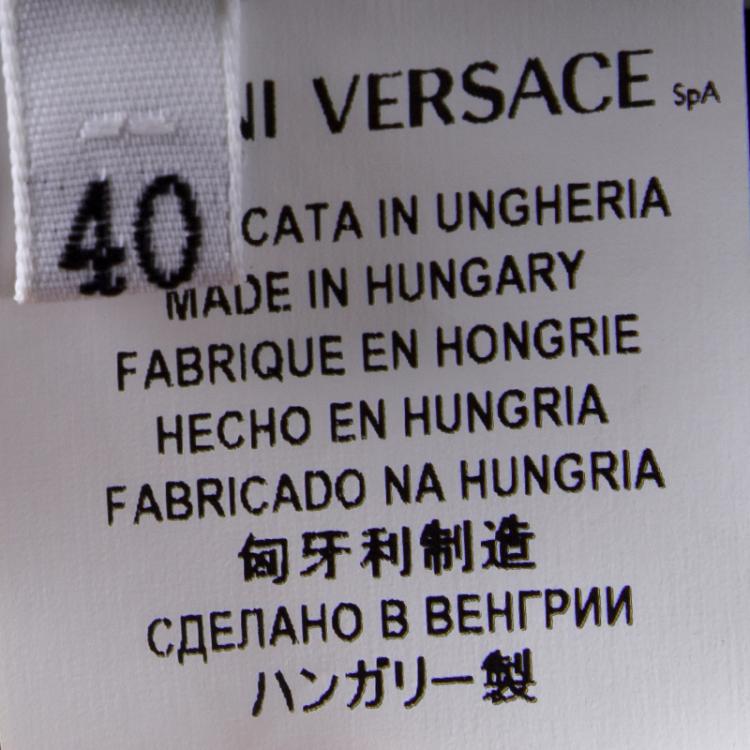 NI VERSACE SpA
40
CATA IN UNGHERIA
MADE IN HUNGARY
FABRIQUE EN HONGRIE
HECHO EN HUNGRIA
FABRICADO NA HUNGRIA
匈牙利制造
СДЕЛАНО В ВЕНГРИИ
ハンガリー製